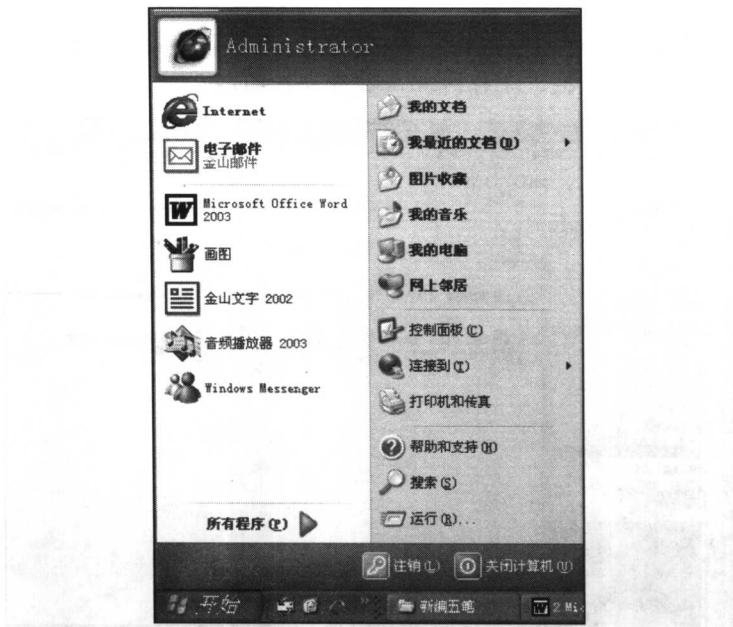 Administrator
Internet
电子邮件
金山邮件
Microsoft Office Word
2003
画图
金山文字 2002
音频播放器 2003
Windows Messenger
所有程序(P)
我的文档
我最近的文档(D)
图片收藏
我的音乐
我的电脑
网上邻居
控制面板(C)
连接到(T)
打印机和传真
帮助和支持(H)
搜索(S)
运行(R)...
注销(L)
关闭计算机(U)
开始
新编五笔
2 Mi